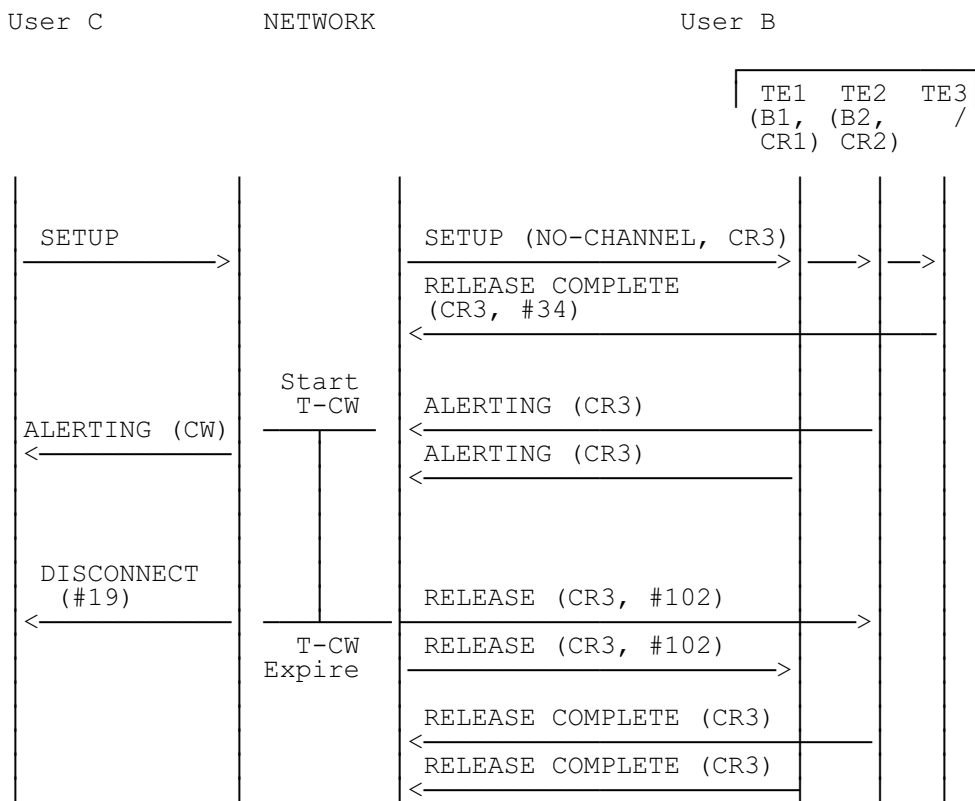 User C NETWORK User B
TE1 TE2 TE3
(B1, (B2, /
CR1) CR2)
SETUP SETUP (NO-CHANNEL, CR3)
RELEASE COMPLETE
(CR3, #34)
Start
T-CW ALERTING (CR3)
ALERTING (CW)
ALERTING (CR3)
DISCONNECT
(#19) RELEASE (CR3, #102)
T-CW RELEASE (CR3, #102)
Expire
RELEASE COMPLETE (CR3)
RELEASE COMPLETE (CR3)